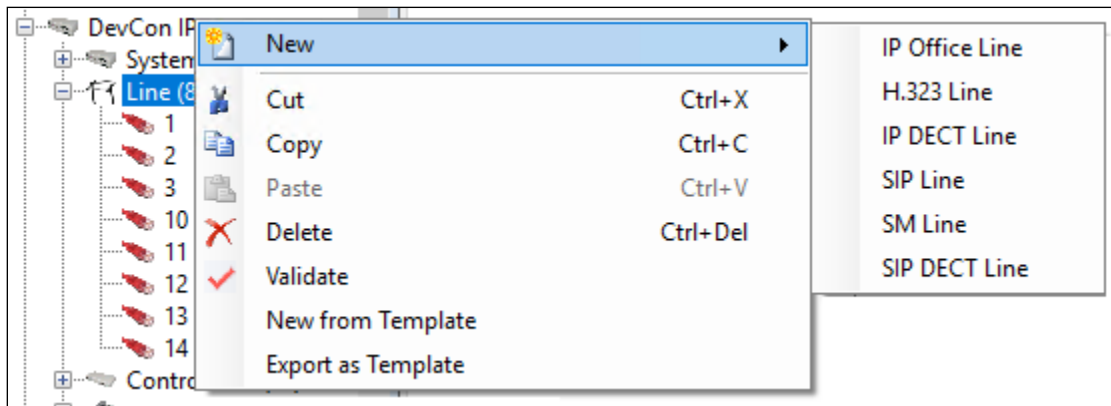 DevCon IP
System
Line (8
1
2
3
10
11
12
13
14
Contro
New
Cut Ctrl+X
Copy Ctrl+C
Paste Ctrl+V
Delete Ctrl+Del
Validate
New from Template
Export as Template
IP Office Line
H.323 Line
IP DECT Line
SIP Line
SM Line
SIP DECT Line